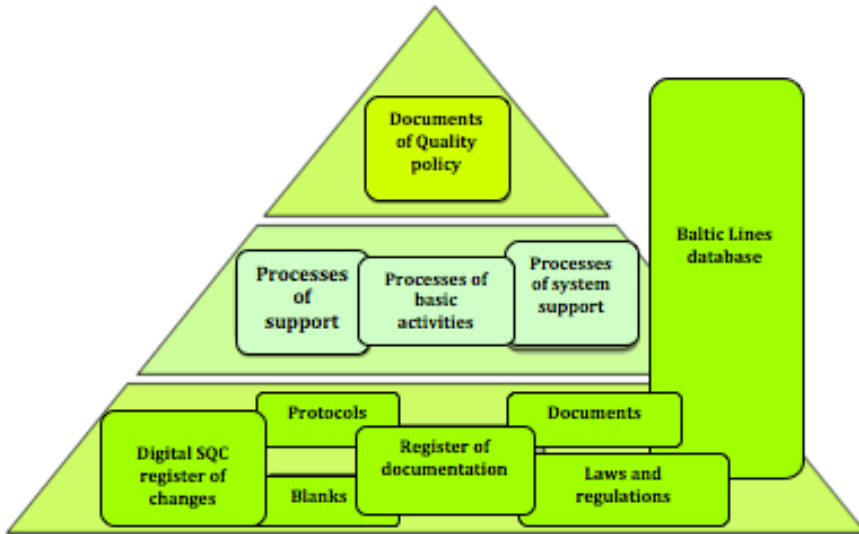 Documents
of Quality
policy
Baltic Lines
database
Processes
of
support
Processes of
basic
activities
Processes
of system
support
Protocols
Documents
Digital SQC
register of
changes
Register of
documentation
Blanks
Laws and
regulations